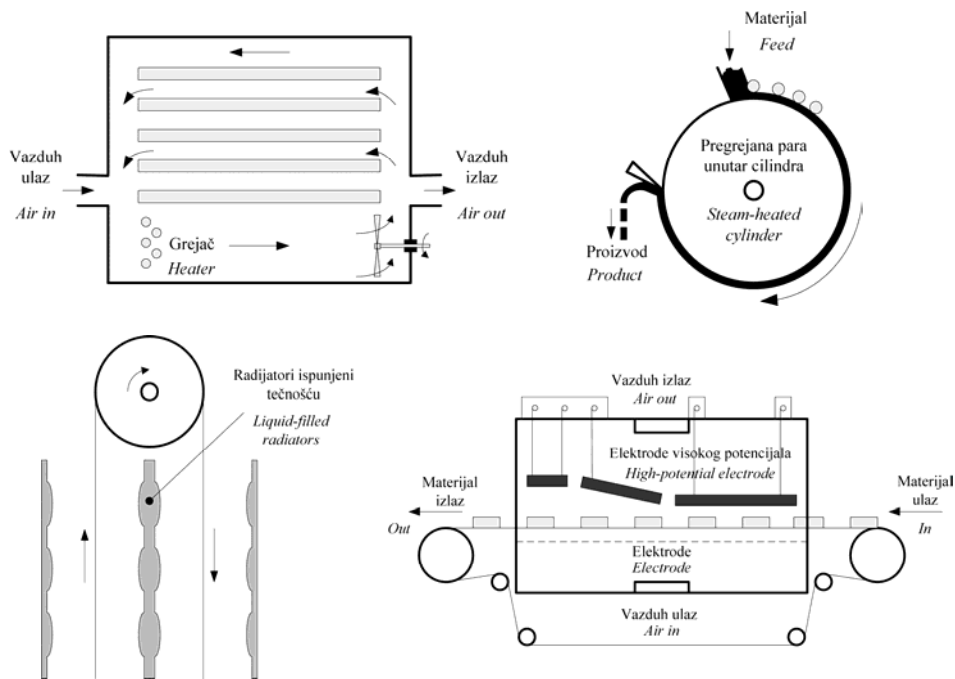 Vazduh
ulaz
Air in
Grejač
Heater
Vazduh
izlaz
Air out
Materijal
Feed
Pregrejana para
unutar cilindra
Steam-heated
cylinder
Proizvod
Product
Radijatori ispunjeni
tečnošću
Liquid-filled
radiators
Vazduh izlaz
Air out
Elektrode visokog potencijala
High-potential electrode
Materijal
izlaz
Out
Materijal
ulaz
In
Elektrode
Electrode
Vazduh ulaz
Air in